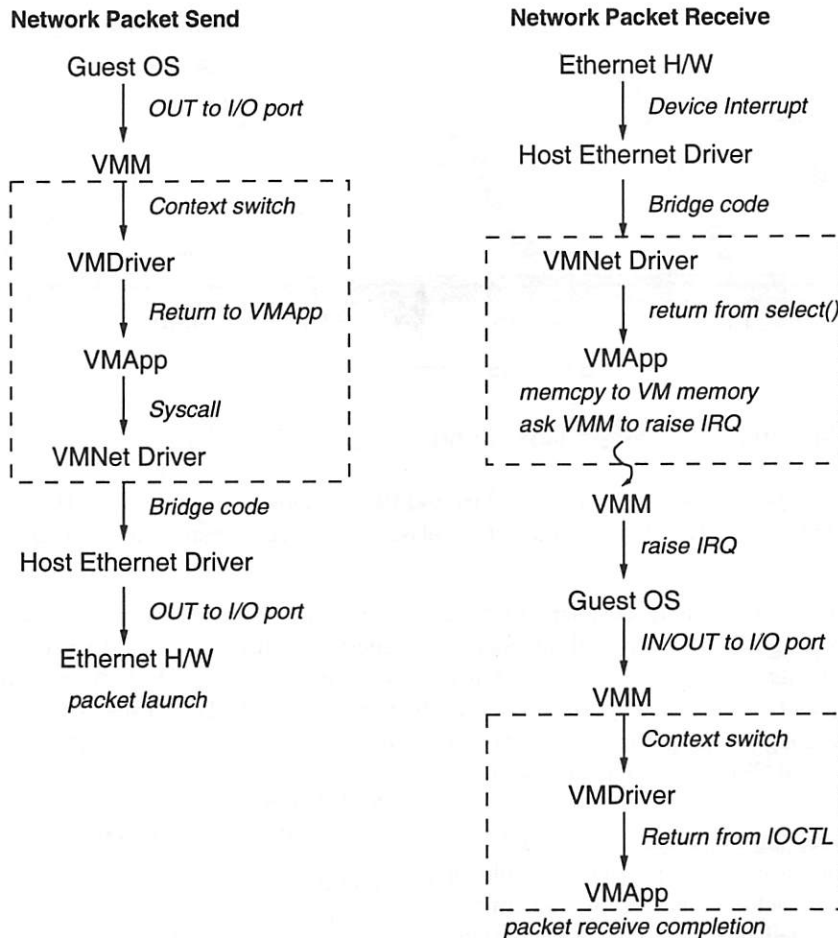 Network Packet Send
Guest OS
OUT to I/O port
VMM
Context switch
VMDriver
Return to VMApp
VMApp
Syscall
VMNet Driver
Bridge code
Host Ethernet Driver
OUT to I/O port
Ethernet H/W
packet launch
Network Packet Receive
Ethernet H/W
Device Interrupt
Host Ethernet Driver
Bridge code
VMNet Driver
return from select()
VMApp
memcpy to VM memory
ask VMM to raise IRQ
VMM
raise IRQ
Guest OS
IN/OUT to I/O port
VMM
Context switch
VMDriver
Return from IOCTL
VMApp
packet receive completion